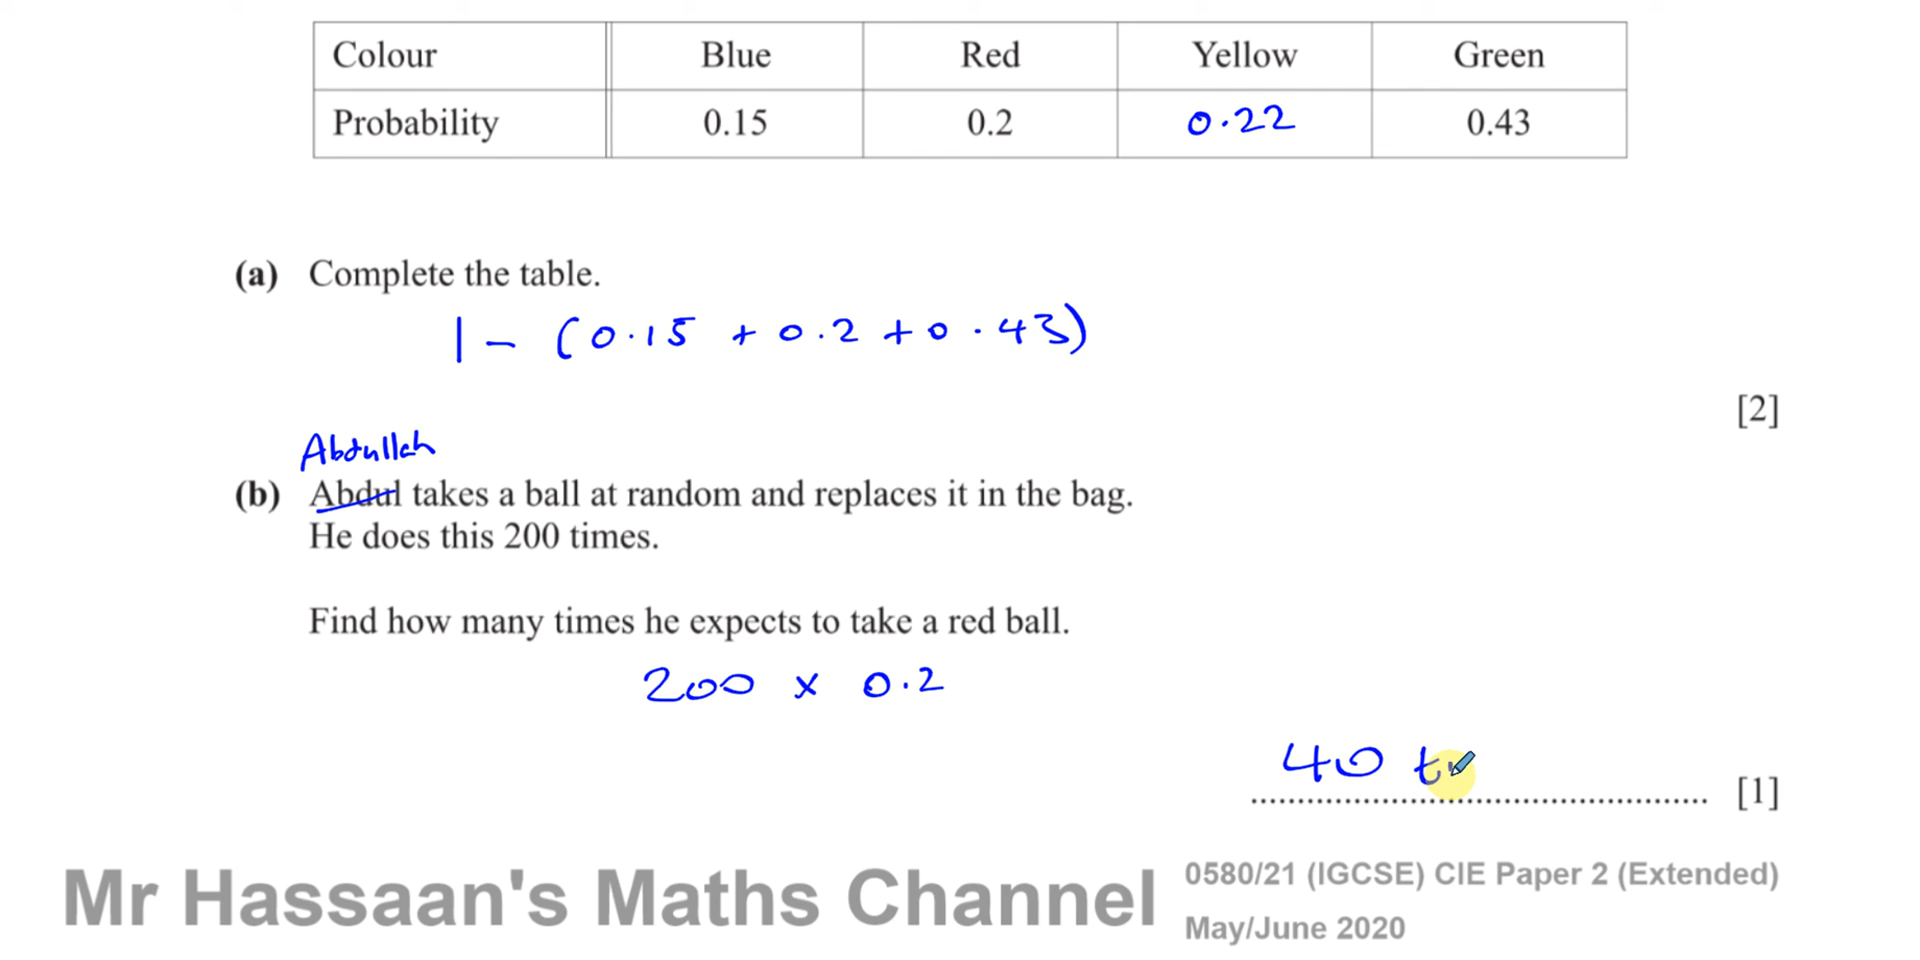 Colour Blue Red Yellow Green
Probability 0.15 0.2 0.22 0.43
(a) Complete the table.
1 - (0.15 + 0.2 + 0.43)
[2]
Abdullah
(b) Abdul takes a ball at random and replaces it in the bag.
He does this 200 times.
Find how many times he expects to take a red ball.
200 x 0.2
40 t
[1]
Mr Hassaan's Maths Channel
0580/21 (IGSCE) CIE Paper 2 (Extended)
May/June 2020